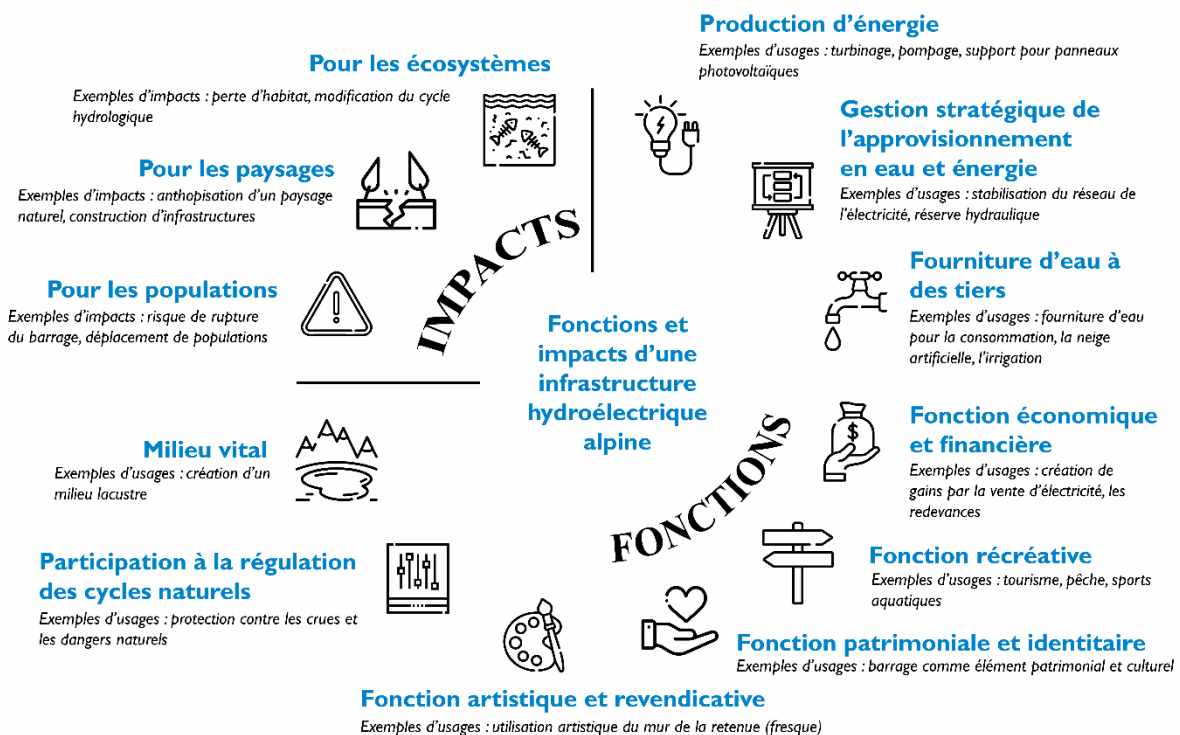 Production d'énergie
Exemples d'usages : turbinage, pompage, support pour panneaux
photovoltaïques
Pour les écosystèmes
Exemples d'impacts : perte d'habitat, modification du cycle
hydrologique
Gestion stratégique de
l'approvisionnement
en eau et énergie
Exemples d'usages : stabilisation du réseau de
l'électricité, réserve hydraulique
Pour les paysages
Exemples d'impacts : anthopisation d'un paysage
naturel, construction d'infrastructures
IMPACTS
Fourniture d'eau à
des tiers
Exemples d'usages : fourniture d'eau
pour la consommation, la neige
artificielle, l'irrigation
Pour les populations
Exemples d'impacts : risque de rupture
du barrage, déplacement de populations
Fonctions et
impacts d'une
infrastructure
hydroélectrique
alpine
Fonction économique
et financière
Exemples d'usages : création de
gains par la vente d'électricité, les
redevances
$
Milieu vital
Exemples d'usages : création d'un
milieu lacustre
FONCTIONS
Fonction récréative
Exemples d'usages : tourisme, pêche, sports
aquatiques
Participation à la régulation
des cycles naturels
Exemples d'usages : protection contre les crues et
les dangers naturels
Fonction patrimoniale et identitaire
Exemples d'usages : barrage comme élément patrimonial et culturel
Fonction artistique et revendicative
Exemples d'usages : utilisation artistique du mur de la retenue (fresque)